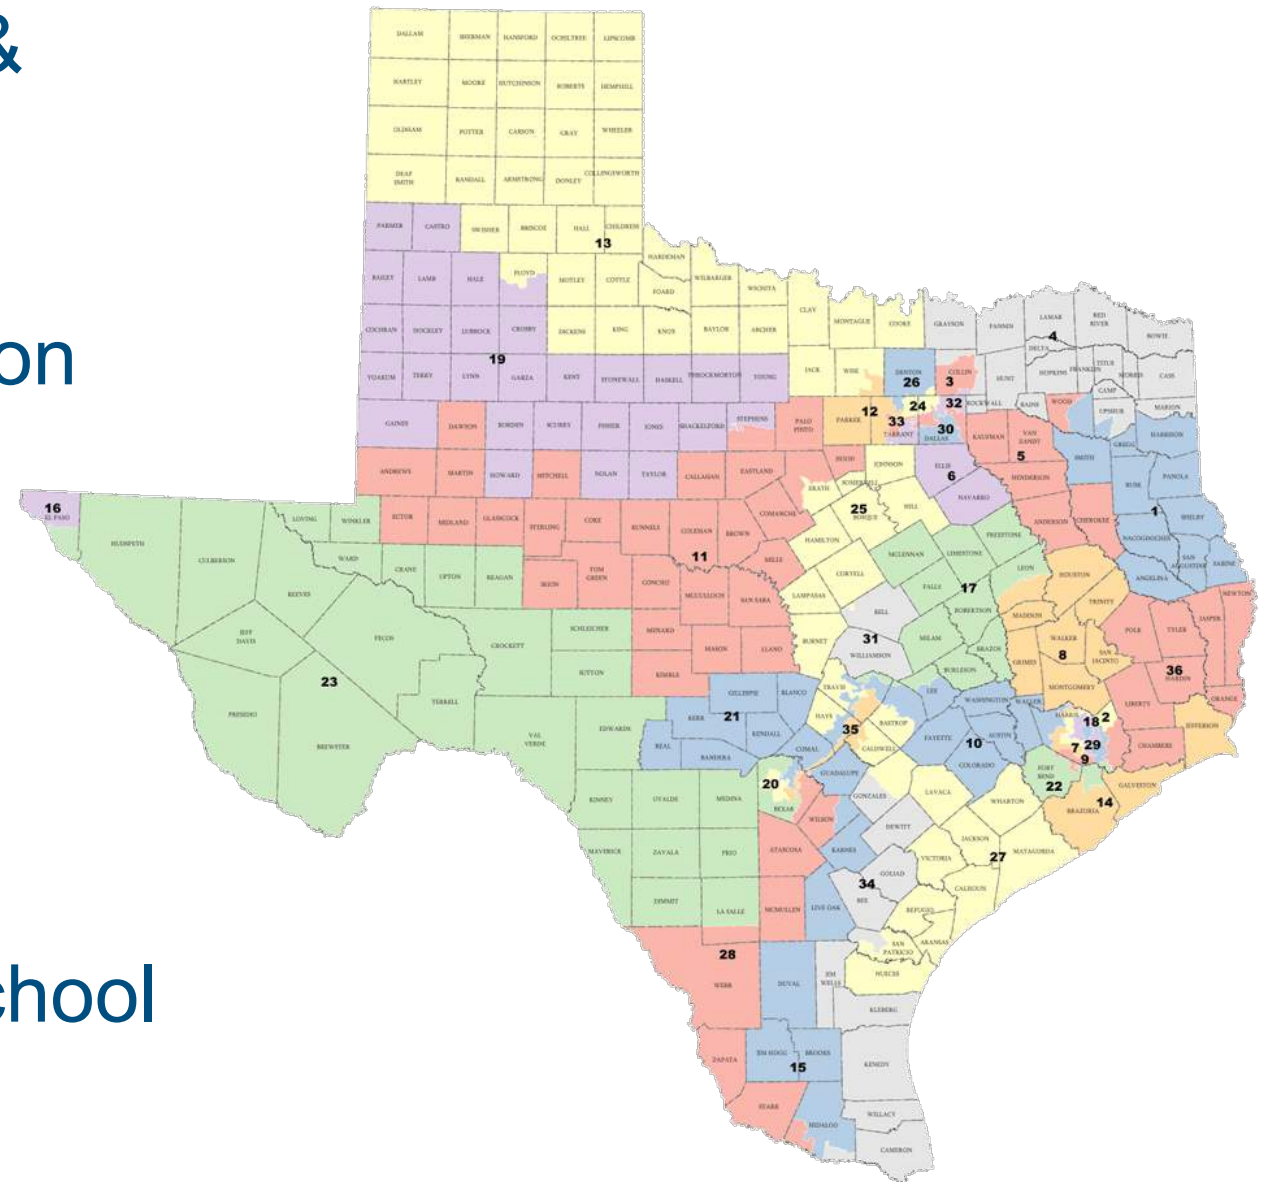 &
on
chool
DALLAM SHERMAN HANSFORD OCHILTREE LIPSCOMB
HARTLEY MOORE HUTCHINSON ROBERTS HEMPHILL
OLDHAM POTTER CARSON GRAY WHEELER
DEAF SMITH RANDALL ARMSTRONG DONLEY COLLINGSWORTH
PARMER CASTRO SWISHER BRISCOE HALL CHILDRESS
13
HARDEMAN
BAILEY LAMB HALE FLOYD MOTLEY COTTLE FOARD WILBARGER WICHITA
COCHRAN HOCKLEY LUBBOCK CROSBY DICKENS KING KNOX BAYLOR ARCHER CLAY MONTAGUE COOKE GRAYSON FANNIN LAMAR RED RIVER BOWIE
19
4
YOAKUM TERRY LYNN GARZA KENT STONEWALL HASKELL THROCKMORTON YOUNG JACK WISE DENTON COLLIN HUNT DELTA HOPKINS FRANKLIN TITUS MORRIS CASS CAMP
26 3
GAINES DAWSON BORDEN SCURRY FISHER JONES SHACKELFORD STEPHENS PALO PINTO PARKER TARRANT DALLAS ROCKWALL RAINS WOOD UPSHUR MARION
12 24 32 33 30
KAUFMAN VAN ZANDT SMITH GREGG HARRISON
5
ANDREWS MARTIN HOWARD MITCHELL NOLAN TAYLOR CALLAHAN EASTLAND ERATH HOOD SOMERVELL JOHNSON ELLIS NAVARRO HENDERSON RUSK PANOLA
6
16
EL PASO HUDSPETH CULBERSON LOVING WINKLER ECTOR MIDLAND GLASSCOCK STERLING COKE RUNNELS COLEMAN BROWN COMANCHE BOSQUE HILL ANDERSON CHEROKEE NACOGDOCHES SHELBY
25 1
REEVES WARD CRANE UPTON REAGAN IRION TOM GREEN CONCHO MCCULLOCH SAN SABA MILLS HAMILTON CORYELL MCLENNAN LIMESTONE FREESTONE LEON HOUSTON ANGELINA SAN AUGUSTINE SABINE
11 17
JEFF DAVIS PECOS CROCKETT SCHLEICHER MENARD MASON LLANO LAMPASAS BURNET BELL FALLS ROBERTSON MADISON TRINITY POLK TYLER JASPER NEWTON
31 8
SUTTON KIMBLE WILLIAMSON MILAM BRAZOS GRIMES WALKER SAN JACINTO HARDIN
36
23
PRESIDIO BREWSTER TERRELL VAL VERDE EDWARDS GILLESPIE BLANCO TRAVIS LEE BURLESON WASHINGTON WALLER MONTGOMERY LIBERTY ORANGE
21 35 10 18 2
REAL KERR KENDALL BANDERA COMAL HAYS BASTROP CALDWELL FAYETTE AUSTIN COLORADO HARRIS CHAMBERS JEFFERSON
7 29 9
KINNEY UVALDE MEDINA BEXAR GUADALUPE GONZALES LAVACA WHARTON FORT BEND BRAZORIA GALVESTON
20 22 14
MAVERICK ZAVALA FRIO ATASCOSA WILSON KARNES DEWITT VICTORIA JACKSON MATAGORDA
27
DIMMIT LA SALLE MCMULLEN LIVE OAK BEE GOLIAD REFUGIO CALHOUN
34
28
WEBB DUVAL JIM WELLS SAN PATRICIO ARANSAS NUECES KLEBERG
ZAPATA JIM HOGG BROOKS KENEDY
15
STARR HIDALGO WILLACY CAMERON